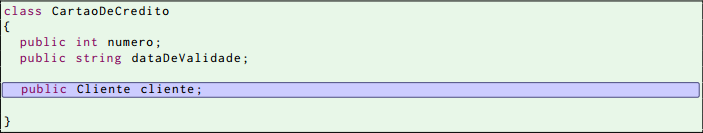 class CartaoDeCredito
{
public int numero;
public string dataDeValidade;
public Cliente cliente;
}